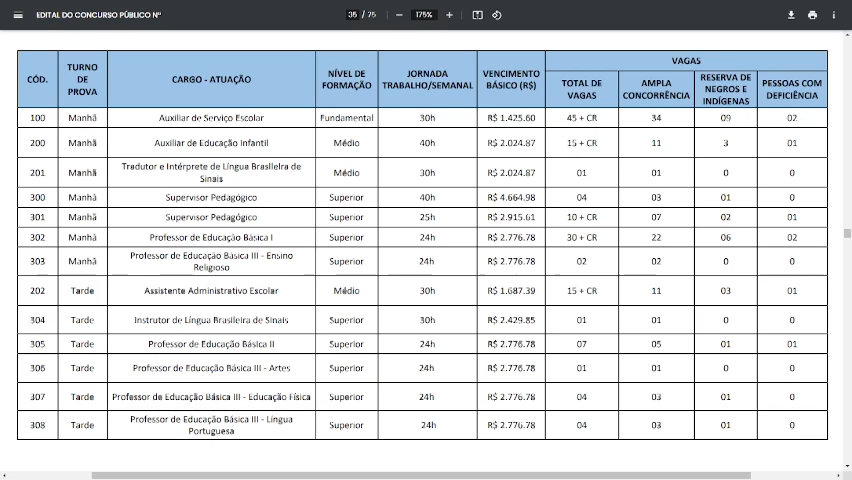 EDITAL DO CONCURSO PÚBLICO Nº
35 / 75
175%
CÓD. TURNO DE PROVA CARGO - ATUAÇÃO NÍVEL DE FORMAÇÃO JORNADA TRABALHO/SEMANAL VENCIMENTO BÁSICO (R$) VAGAS
TOTAL DE VAGAS AMPLA CONCORRÊNCIA RESERVA DE NEGROS E INDÍGENAS PESSOAS COM DEFICIÊNCIA
100 Manhã Auxiliar de Serviço Escolar Fundamental 30h R$ 1.425.60 45 + CR 34 09 02
200 Manhã Auxiliar de Educação Infantil Médio 40h R$ 2.024.87 15 + CR 11 3 01
201 Manhã Tradutor e Intérprete de Língua Brasileira de Sinais Médio 30h R$ 2.024.87 01 01 0 0
300 Manhã Supervisor Pedagógico Superior 40h R$ 4.664.98 04 03 01 0
301 Manhã Supervisor Pedagógico Superior 25h R$ 2.915.61 10 + CR 07 02 01
302 Manhã Professor de Educação Básica I Superior 24h R$ 2.776.78 30 + CR 22 06 02
303 Manhã Professor de Educação Básica III - Ensino Religioso Superior 24h R$ 2.776.78 02 02 0 0
202 Tarde Assistente Administrativo Escolar Médio 30h R$ 1.687.39 15 + CR 11 03 01
304 Tarde Instrutor de Língua Brasileira de Sinais Superior 30h R$ 2.429.85 01 01 0 0
305 Tarde Professor de Educação Básica II Superior 24h R$ 2.776.78 07 05 01 01
306 Tarde Professor de Educação Básica III - Artes Superior 24h R$ 2.776.78 01 01 0 0
307 Tarde Professor de Educação Básica III - Educação Física Superior 24h R$ 2.776.78 04 03 01 0
308 Tarde Professor de Educação Básica III - Língua Portuguesa Superior 24h R$ 2.776.78 04 03 01 0